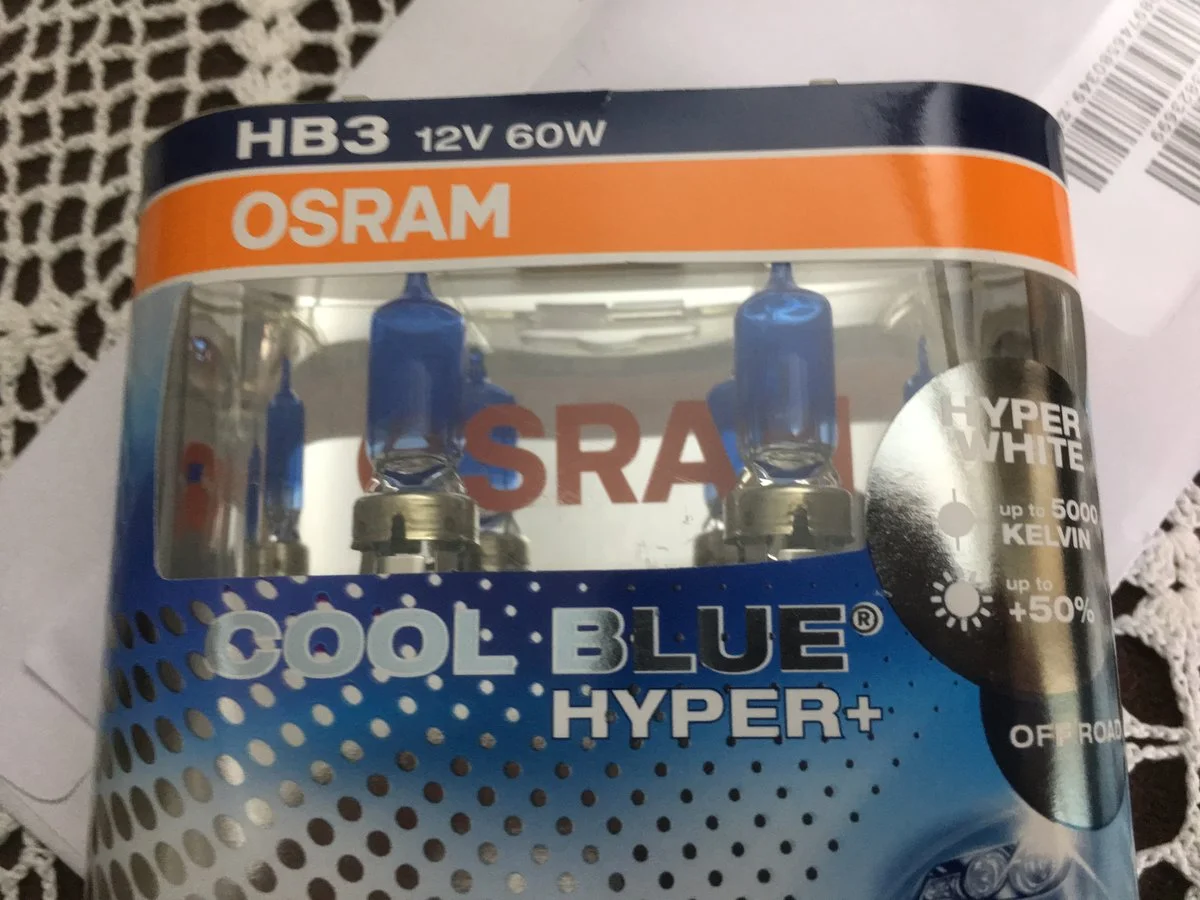 HB3 12V 60W
OSRAM
OSRAM
HYPER
WHITE
up to 5000
KELVIN
up to
+50%
COOL BLUE®
HYPER+
OFF ROAD